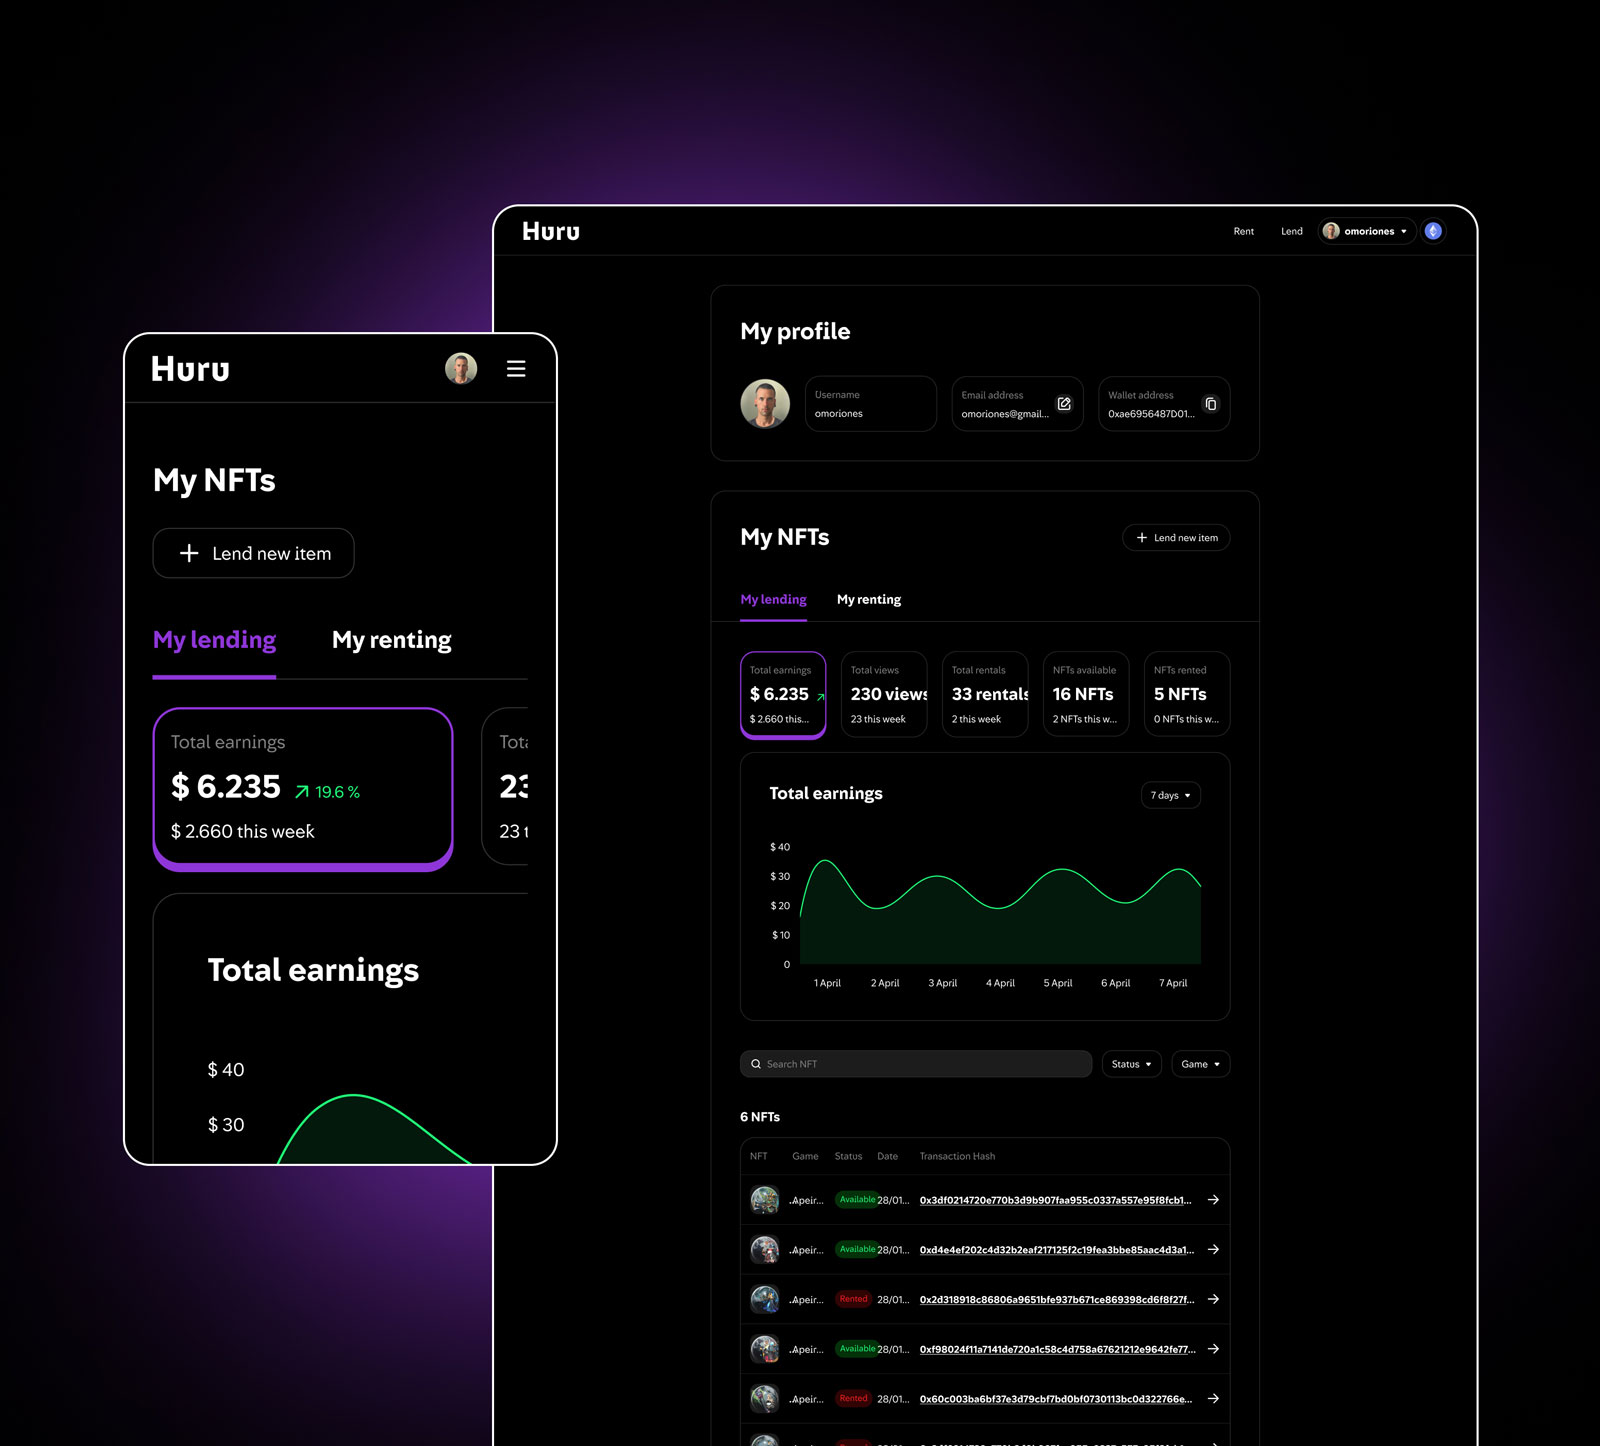 Huru
Rent
Lend
omoriones
My profile
Username
omoriones
Email address
omoriones@gmail...
Wallet address
0xae6956487D01...
My NFTs
Lend new item
My lending
My renting
Total earnings
$ 6.235
$ 2.660 this...
Total views
230 views
23 this week
Total rentals
33 rentals
2 this week
NFTs available
16 NFTs
2 NFTs this w...
NFTs rented
5 NFTs
0 NFTs this w...
Total earnings
7 days
$ 40
$ 30
$ 20
$ 10
0
1 April 2 April 3 April 4 April 5 April 6 April 7 April
Search NFT
Status
Game
6 NFTs
NFT Game Status Date Transaction Hash
.Apeir... Available 28/01... 0x3df0214720e770b3d9b907faa955c0337a557e95f8fcb1...
.Apeir... Available 28/01... 0xd4e4ef202c4d32b2eaf217125f2c19fea3bbe85aac4d3a1...
.Apeir... Rented 28/01... 0x2d318918c86806a9651bfe937b671ce869398cd6f8f27f...
.Apeir... Available 28/01... 0xf98024f11a7141de720a1c58c4d758a67621212e9642fe77...
.Apeir... Rented 28/01... 0x60c003ba6bf37e3d79cbf7bd0bf0730113bc0d322766e...
Huru
My NFTs
Lend new item
My lending
My renting
Total earnings
$ 6.235 19.6 %
$ 2.660 this week
Tota
23
23 t
Total earnings
$ 40
$ 30